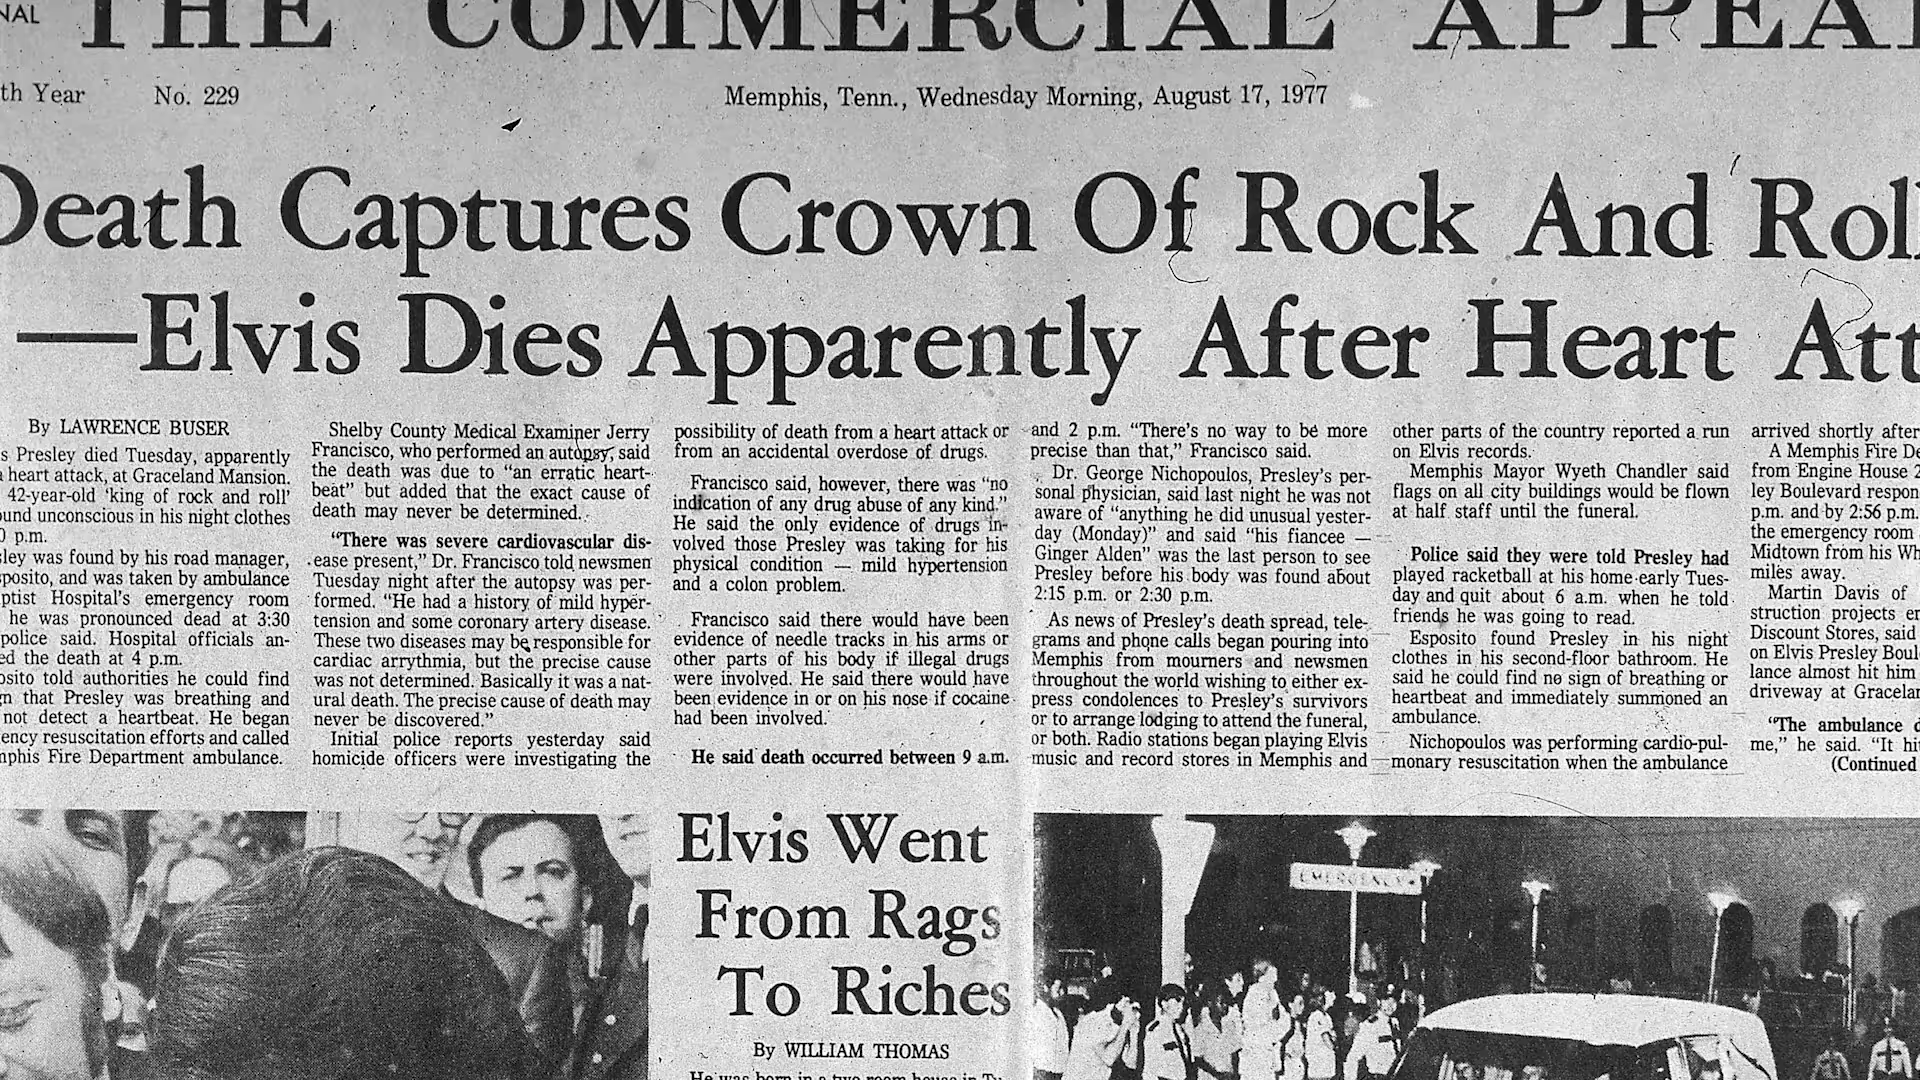 NAL
THE COMMERCIAL APPEA
th Year No. 229
Memphis, Tenn., Wednesday Morning, August 17, 1977
Death Captures Crown Of Rock And Roll
—Elvis Dies Apparently After Heart Att
By LAWRENCE BUSER
s Presley died Tuesday, apparently
a heart attack, at Graceland Mansion.
42-year-old 'king of rock and roll'
ound unconscious in his night clothes
0 p.m.
sley was found by his road manager,
sposito, and was taken by ambulance
ptist Hospital's emergency room
he was pronounced dead at 3:30
police said. Hospital officials an-
ed the death at 4 p.m.
osito told authorities he could find
gn that Presley was breathing and
not detect a heartbeat. He began
ency resuscitation efforts and called
mphis Fire Department ambulance.
Shelby County Medical Examiner Jerry
Francisco, who performed an autopsy, said
the death was due to "an erratic heart-
beat" but added that the exact cause of
death may never be determined.
"There was severe cardiovascular dis-
ease present," Dr. Francisco told newsmen
Tuesday night after the autopsy was per-
formed. "He had a history of mild hyper-
tension and some coronary artery disease.
These two diseases may be responsible for
cardiac arrythmia, but the precise cause
was not determined. Basically it was a nat-
ural death. The precise cause of death may
never be discovered."
Initial police reports yesterday said
homicide officers were investigating the
possibility of death from a heart attack or
from an accidental overdose of drugs.
Francisco said, however, there was "no
indication of any drug abuse of any kind."
He said the only evidence of drugs in-
volved those Presley was taking for his
physical condition — mild hypertension
and a colon problem.
Francisco said there would have been
evidence of needle tracks in his arms or
other parts of his body if illegal drugs
were involved. He said there would have
been evidence in or on his nose if cocaine
had been involved.
He said death occurred between 9 a.m.
and 2 p.m. "There's no way to be more
precise than that," Francisco said.
Dr. George Nichopoulos, Presley's per-
sonal physician, said last night he was not
aware of "anything he did unusual yester-
day (Monday)" and said "his fiancee —
Ginger Alden" was the last person to see
Presley before his body was found about
2:15 p.m. or 2:30 p.m.
As news of Presley's death spread, tele-
grams and phone calls began pouring into
Memphis from mourners and newsmen
throughout the world wishing to either ex-
press condolences to Presley's survivors
or to arrange lodging to attend the funeral,
or both. Radio stations began playing Elvis
music and record stores in Memphis and
other parts of the country reported a run
on Elvis records.
Memphis Mayor Wyeth Chandler said
flags on all city buildings would be flown
at half staff until the funeral.
Police said they were told Presley had
played racketball at his home early Tues-
day and quit about 6 a.m. when he told
friends he was going to read.
Esposito found Presley in his night
clothes in his second-floor bathroom. He
said he could find no sign of breathing or
heartbeat and immediately summoned an
ambulance.
Nichopoulos was performing cardio-pul-
monary resuscitation when the ambulance
arrived shortly after
A Memphis Fire De
from Engine House 2
ley Boulevard respon
p.m. and by 2:56 p.m.
the emergency room
Midtown from his Wh
miles away.
Martin Davis of
struction projects en
Discount Stores, said
on Elvis Presley Boul
lance almost hit him
driveway at Gracelan
"The ambulance d
me," he said. "It hit
(Continued
Elvis Went
From Rags
To Riches
By WILLIAM THOMAS
He was born in a two room house in Tu-
EMERGENCY